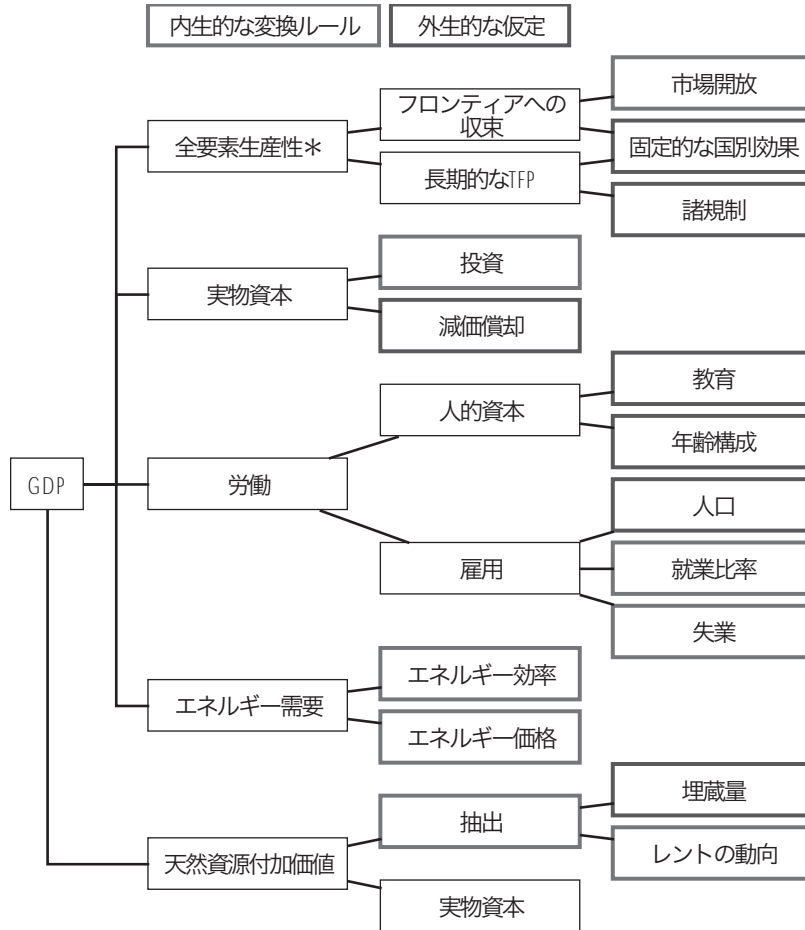 内生的な変換ルール
外生的な仮定
市場開放
フロンティアへの
収束
全要素生産性＊
固定的な国別効果
長期的なTFP
諸規制
投資
実物資本
減価償却
教育
人的資本
年齢構成
GDP
労働
人口
雇用
就業比率
失業
エネルギー効率
エネルギー需要
エネルギー価格
埋蔵量
抽出
レントの動向
天然資源付加価値
実物資本